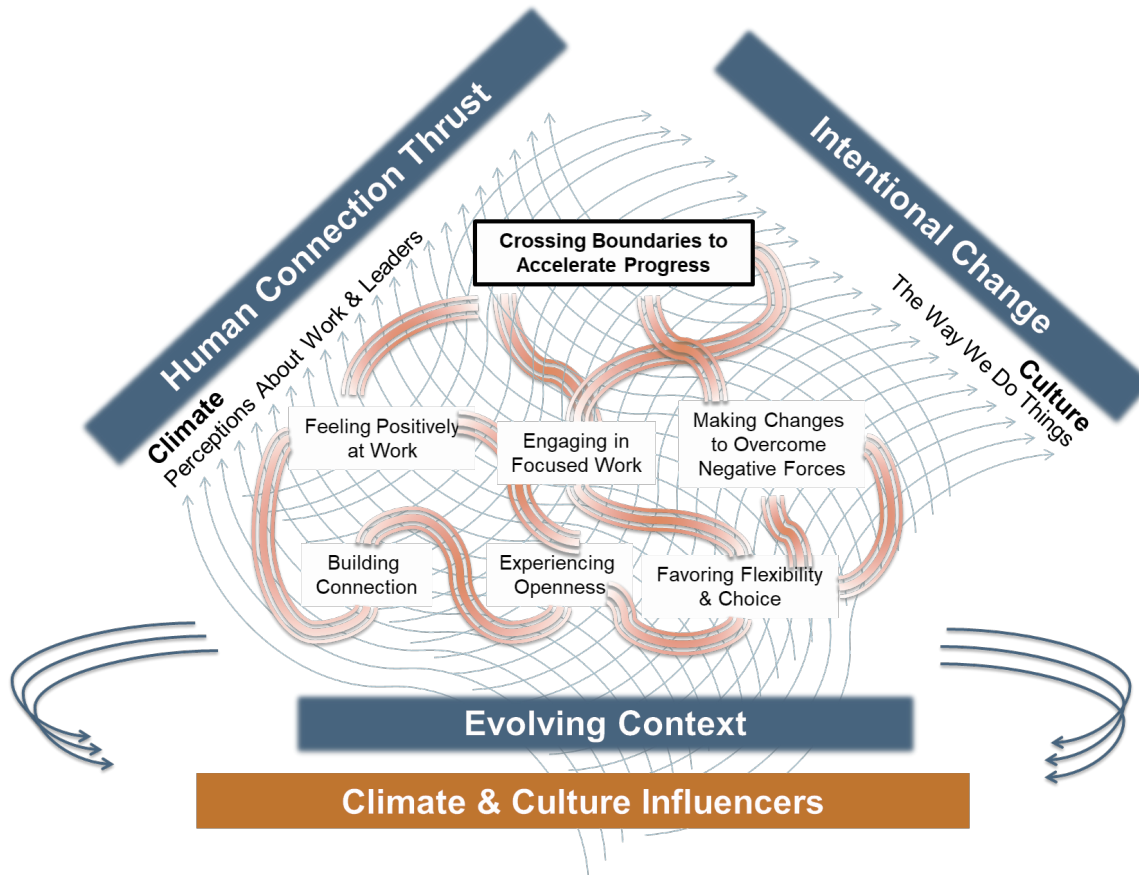 Human Connection Thrust
Intentional Change
Climate
Perceptions About Work & Leaders
The Way We Do Things
Culture
Crossing Boundaries to
Accelerate Progress
Feeling Positively
at Work
Engaging in
Focused Work
Making Changes
to Overcome
Negative Forces
Building
Connection
Experiencing
Openness
Favoring Flexibility
& Choice
Evolving Context
Climate & Culture Influencers